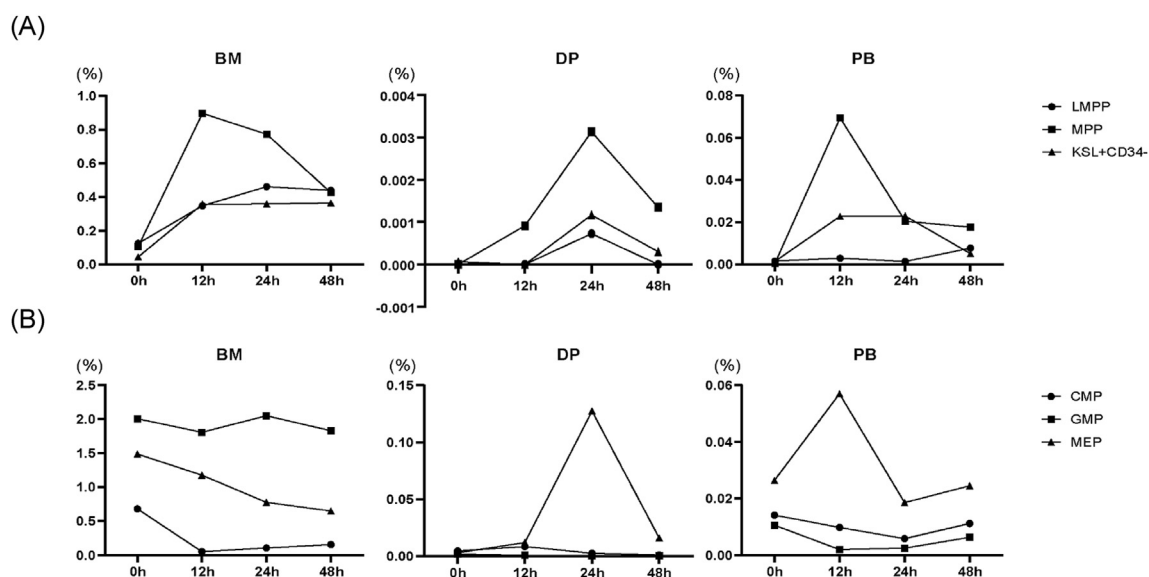 (A)
BM
DP
PB
(%)
(%)
(%)
1.0
0.8
0.6
0.4
0.2
0.0
0h
12h
24h
48h
0.004
0.003
0.002
0.001
0.000
-0.001
0h
12h
24h
48h
0.08
0.06
0.04
0.02
0.00
0h
12h
24h
48h
LMPP
MPP
KSL+CD34-
(B)
BM
DP
PB
(%)
(%)
(%)
2.5
2.0
1.5
1.0
0.5
0.0
0h
12h
24h
48h
0.15
0.10
0.05
0.00
0h
12h
24h
48h
0.06
0.04
0.02
0.00
0h
12h
24h
48h
CMP
GMP
MEP